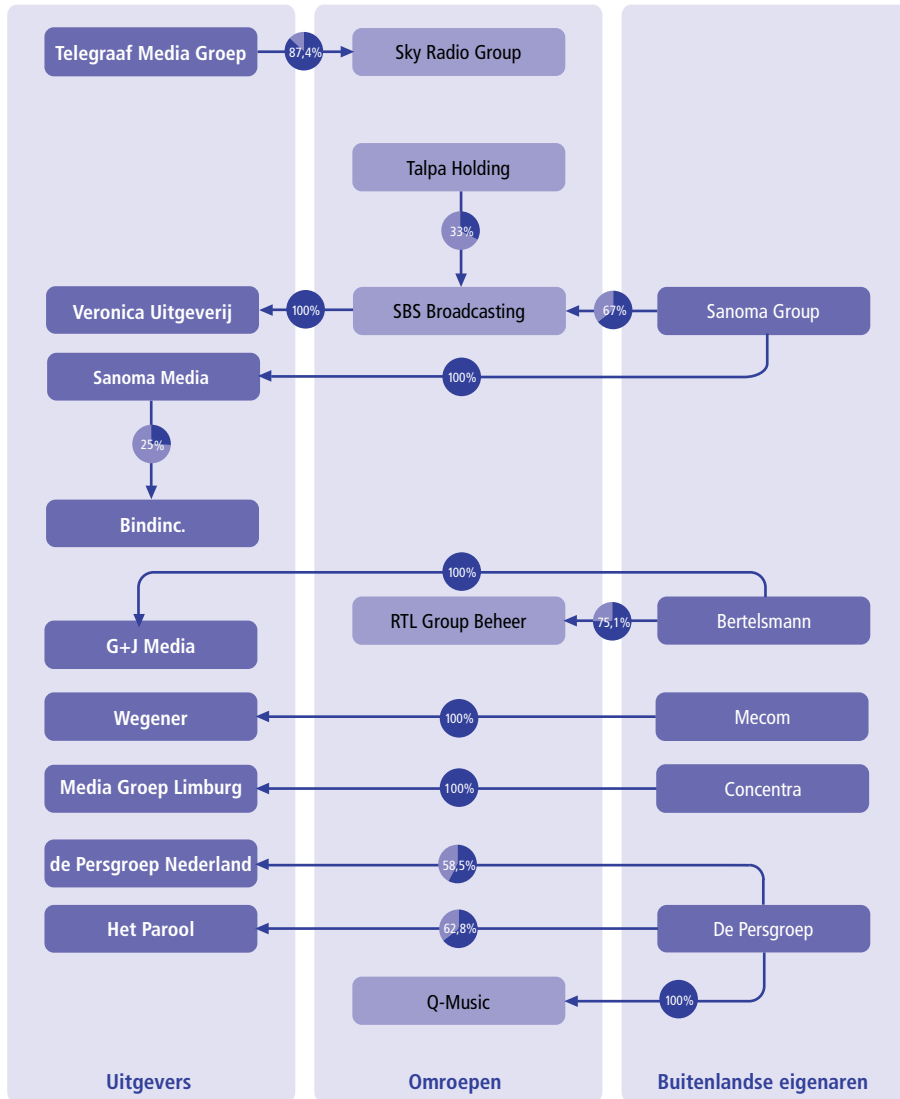 Telegraaf Media Groep
87,4%
Sky Radio Group
Talpa Holding
33%
Veronica Uitgeverij
100%
SBS Broadcasting
67%
Sanoma Group
Sanoma Media
100%
25%
Bindinc.
100%
RTL Group Beheer
75,1%
Bertelsmann
G+J Media
Wegener
100%
Mecom
Media Groep Limburg
100%
Concentra
de Persgroep Nederland
58,5%
Het Parool
62,8%
De Persgroep
Q-Music
100%
Uitgevers
Omroepen
Buitenlandse eigenaren